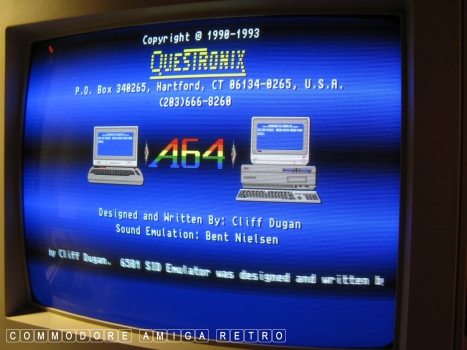 Copyright @ 1990-1993
QUESTRONIX
P.O. Box 340265, Hartford, CT 06134-0265, U.S.A.
(203)666-8260
A64
Designed and Written By: Cliff Dugan
Sound Emulation: Bent Nielsen
by Cliff Dugan. 6581 SID Emulator was designed and written b
COMMODORE AMIGA RETRO